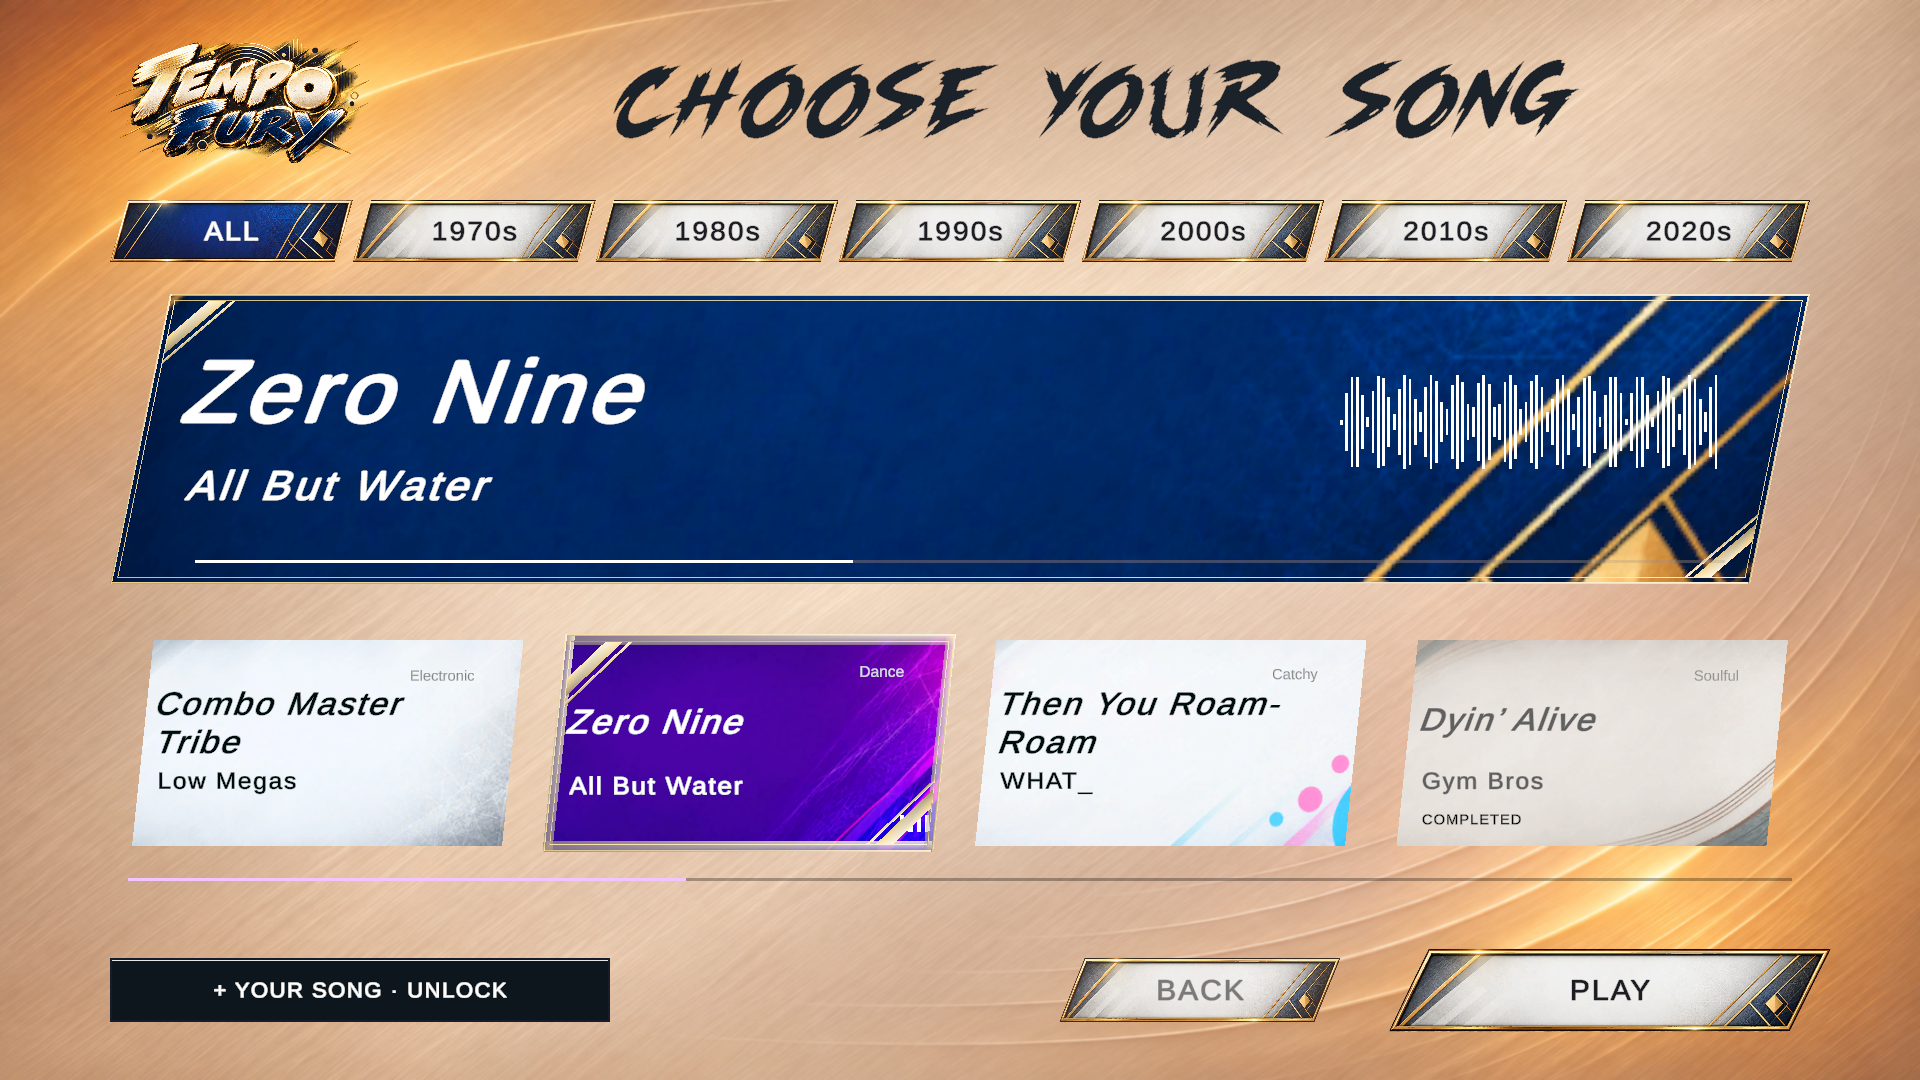 TEMPO
FURY
CHOOSE YOUR SONG
ALL
1970s
1980s
1990s
2000s
2010s
2020s
Zero Nine
All But Water
Electronic
Combo Master
Tribe
Low Megas
Dance
Zero Nine
All But Water
Catchy
Then You Roam-
Roam
WHAT_
Soulful
Dyin’ Alive
Gym Bros
COMPLETED
+ YOUR SONG · UNLOCK
BACK
PLAY